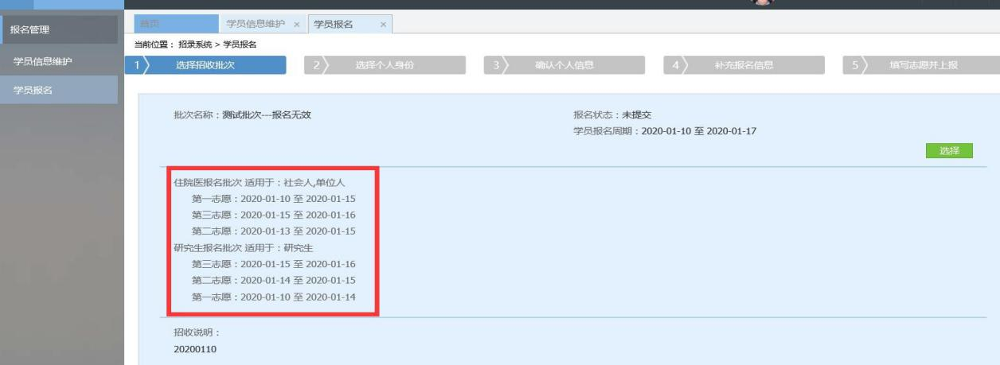 报名管理
学员信息维护
学员报名
首页 学员信息维护 × 学员报名 ×
当前位置： 招录系统 > 学员报名
1 选择招收批次 2 选择个人身份 3 确认个人信息 4 补充报名信息 5 填写志愿并上报
批次名称：测试批次---报名无效 报名状态：未提交
学员报名周期：2020-01-10 至 2020-01-17
选择
住院医报名批次 适用于：社会人,单位人
第一志愿：2020-01-10 至 2020-01-15
第三志愿：2020-01-15 至 2020-01-16
第二志愿：2020-01-13 至 2020-01-15
研究生报名批次 适用于：研究生
第三志愿：2020-01-15 至 2020-01-16
第二志愿：2020-01-14 至 2020-01-15
第一志愿：2020-01-10 至 2020-01-14
招收说明：
20200110